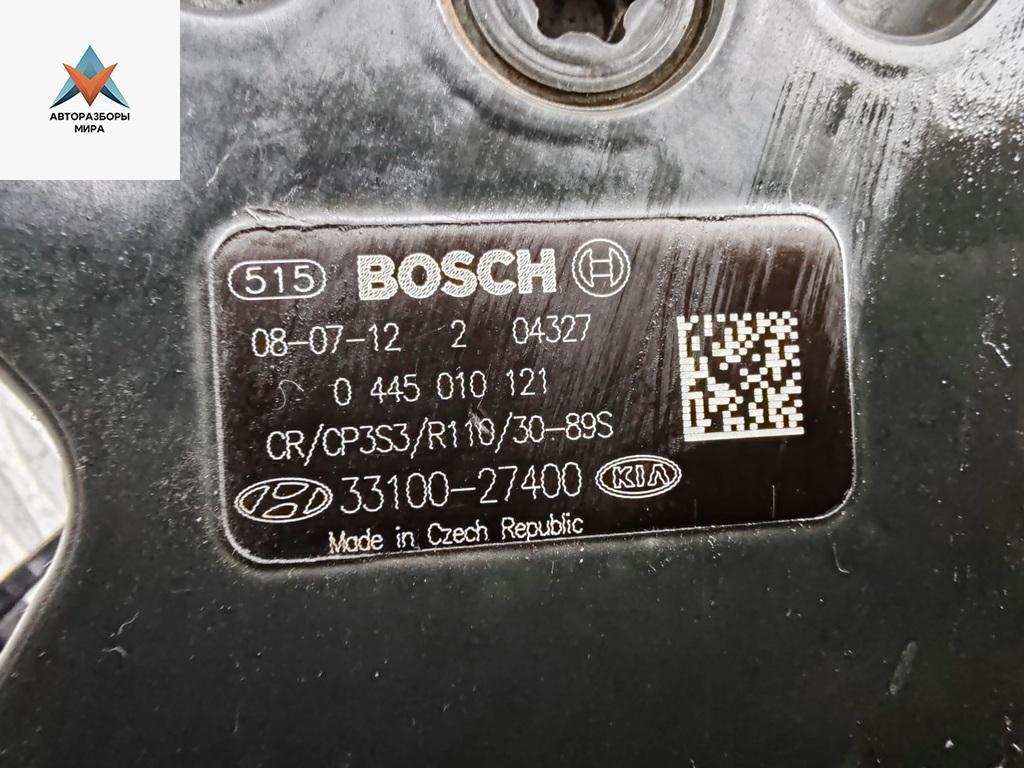 АВТОРАЗБОРЫ
МИРА
515 BOSCH
08-07-12 2 04327
0 445 010 121
CR/CP3S3/R110/30-89S
33100-27400 KIA
Made in Czech Republic